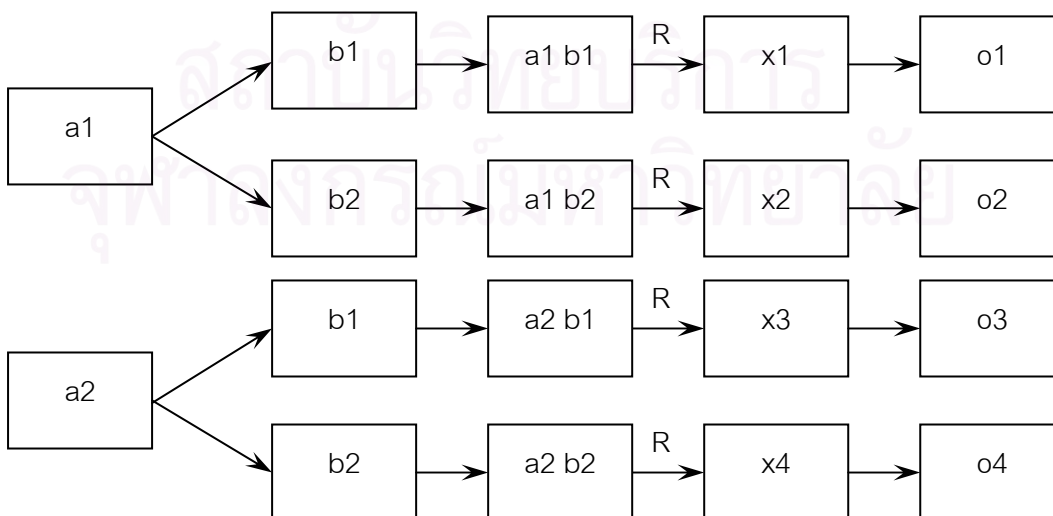 b1 a1 b1 R x1 o1
a1
b2 a1 b2 R x2 o2
b1 a2 b1 R x3 o3
a2
b2 a2 b2 R x4 o4
สถาบันวิทยบริการ
จุฬาลงกรณ์มหาวิทยาลัย